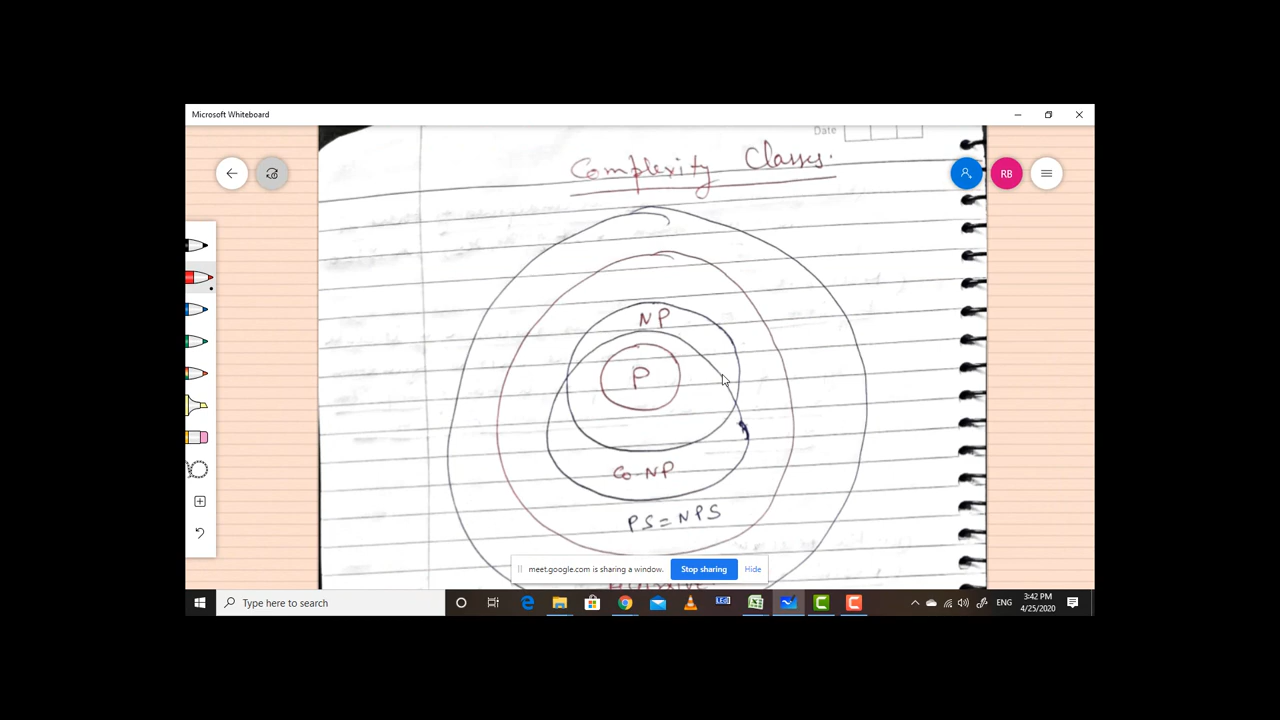 Microsoft Whiteboard
Date
Complexity Classes.
RB
NP
P
Co-NP
PS = NPS
meet.google.com is sharing a window. Stop sharing Hide
Type here to search
ENG
3:42 PM
4/25/2020